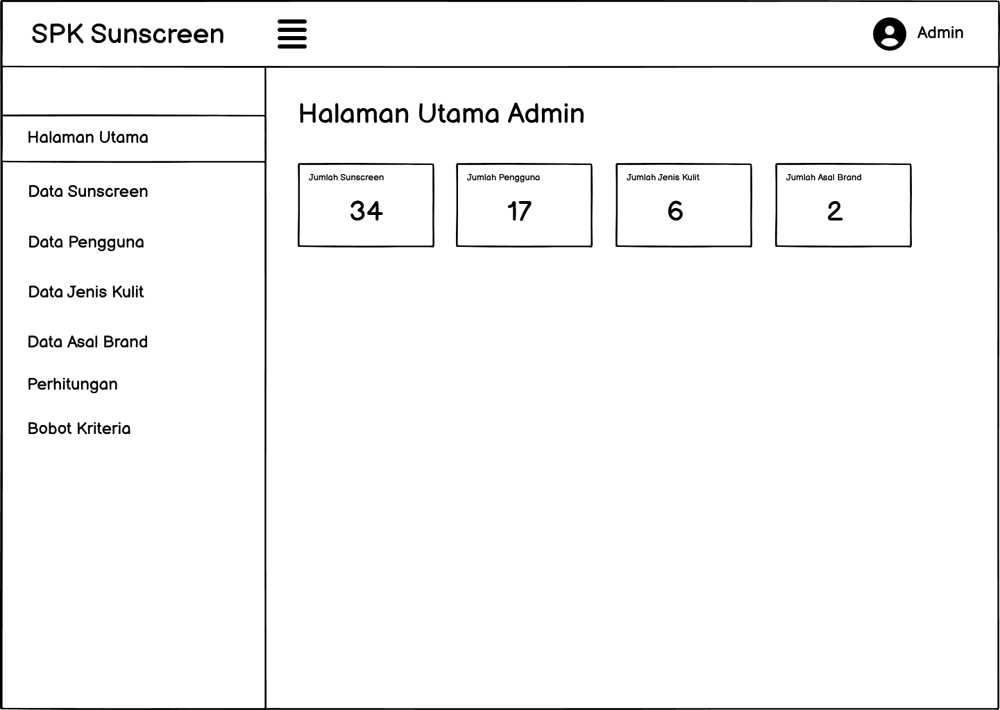 SPK Sunscreen
Admin
Halaman Utama
Data Sunscreen
Data Pengguna
Data Jenis Kulit
Data Asal Brand
Perhitungan
Bobot Kriteria
Halaman Utama Admin
Jumlah Sunscreen
34
Jumlah Pengguna
17
Jumlah Jenis Kulit
6
Jumlah Asal Brand
2